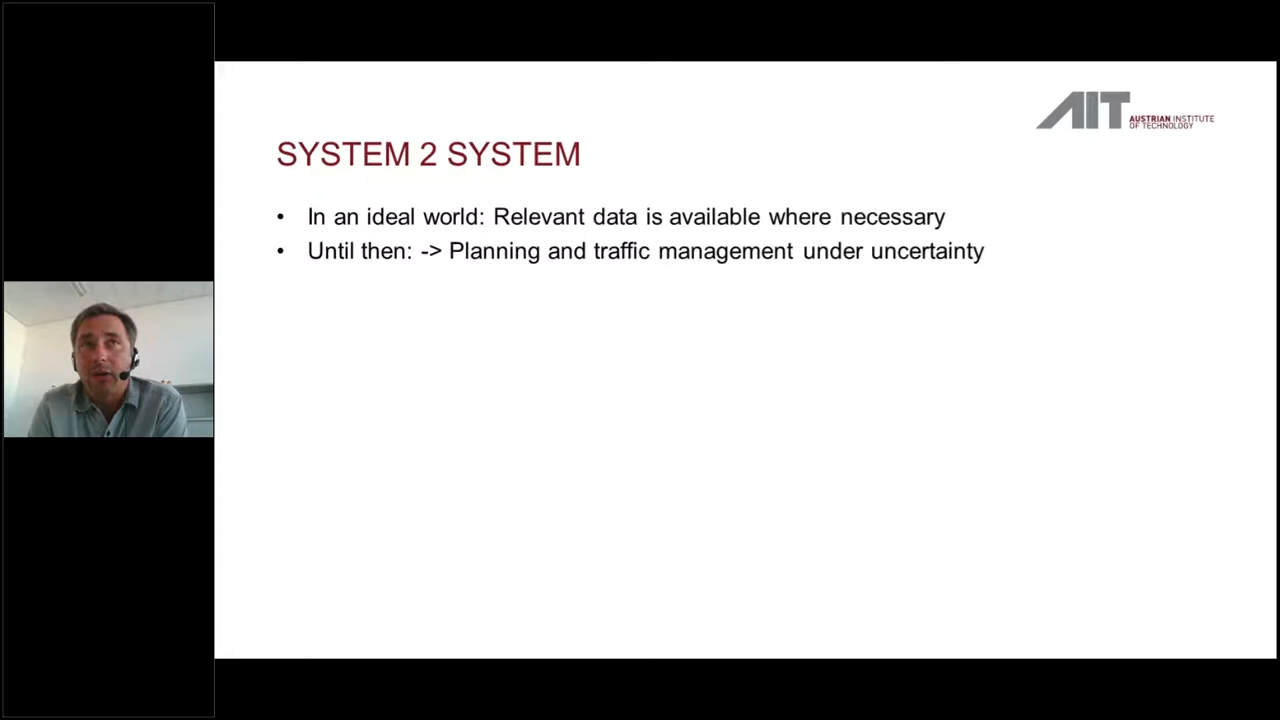 AIT
AUSTRIAN INSTITUTE
OF TECHNOLOGY
SYSTEM 2 SYSTEM
• In an ideal world: Relevant data is available where necessary
• Until then: -> Planning and traffic management under uncertainty